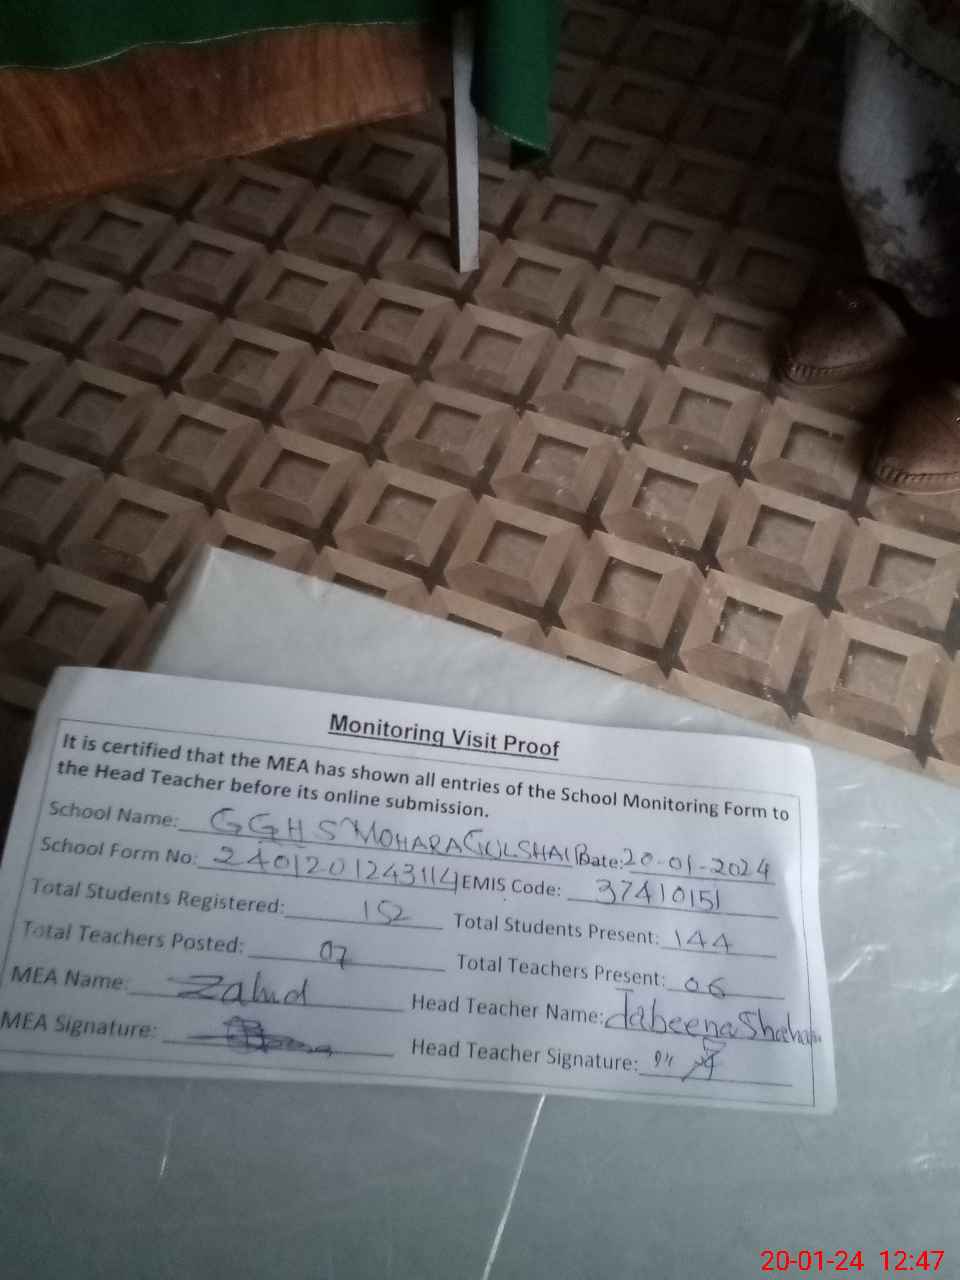 Monitoring Visit Proof
It is certified that the MEA has shown all entries of the School Monitoring Form to
the Head Teacher before its online submission.
School Name: GGHS MOHARA GULSHAI Date: 20-01-2024
School Form No: 2401201243114 EMIS Code: 37410151
Total Students Registered: 152 Total Students Present: 144
Total Teachers Posted: 07 Total Teachers Present: 06
MEA Name: Zahid Head Teacher Name:
MEA Signature: Head Teacher Signature:
20-01-24 12:47